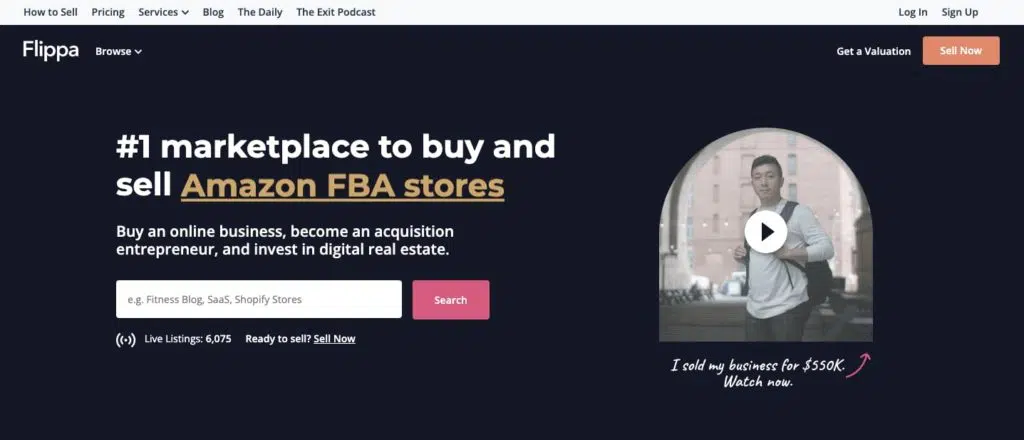 How to Sell Pricing Services Blog The Daily The Exit Podcast Log In Sign Up
Flippa Browse Get a Valuation Sell Now
#1 marketplace to buy and
sell Amazon FBA stores
Buy an online business, become an acquisition
entrepreneur, and invest in digital real estate.
e.g. Fitness Blog, SaaS, Shopify Stores Search
Live Listings: 6,075 Ready to sell? Sell Now
I sold my business for $550K.
Watch now.